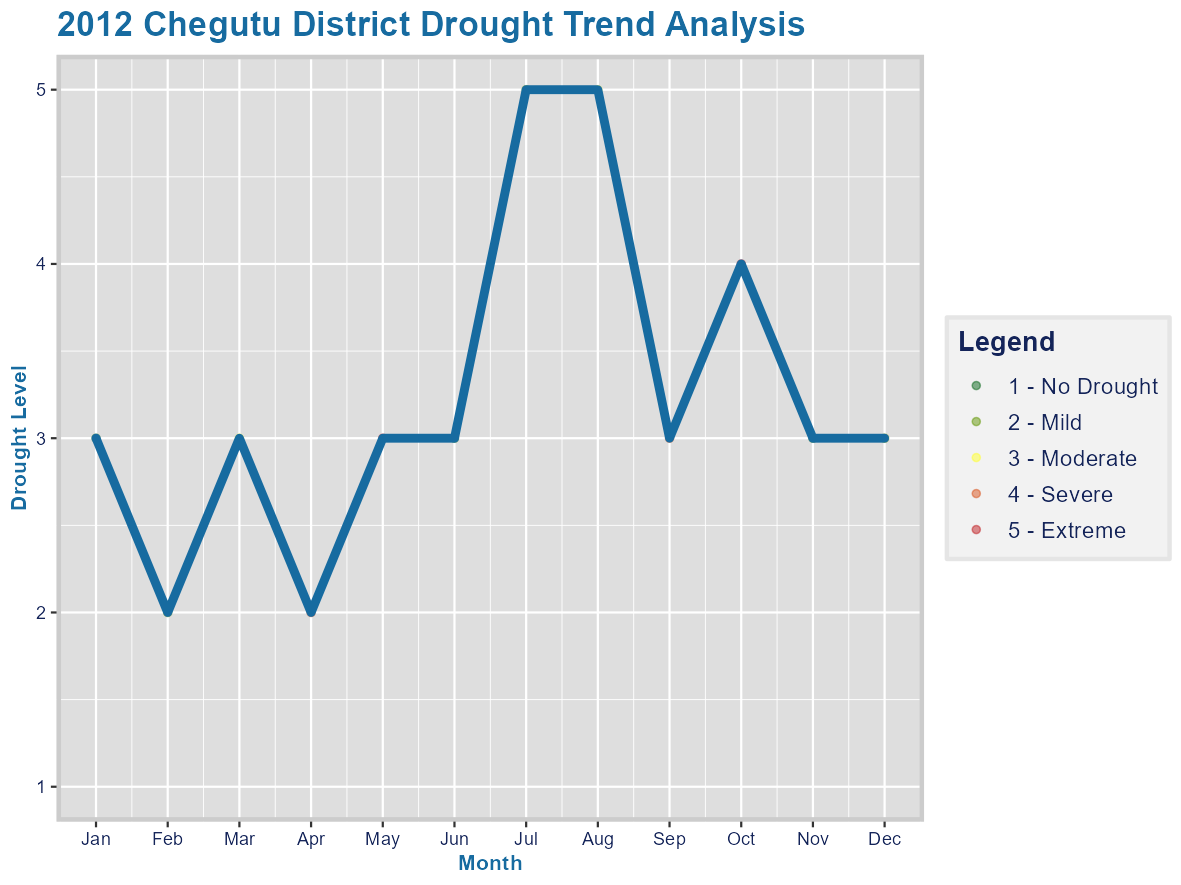 2012 Chegutu District Drought Trend Analysis
Drought Level
5
4
3
2
1
Jan Feb Mar Apr May Jun Jul Aug Sep Oct Nov Dec
Month
Legend
1 - No Drought
2 - Mild
3 - Moderate
4 - Severe
5 - Extreme